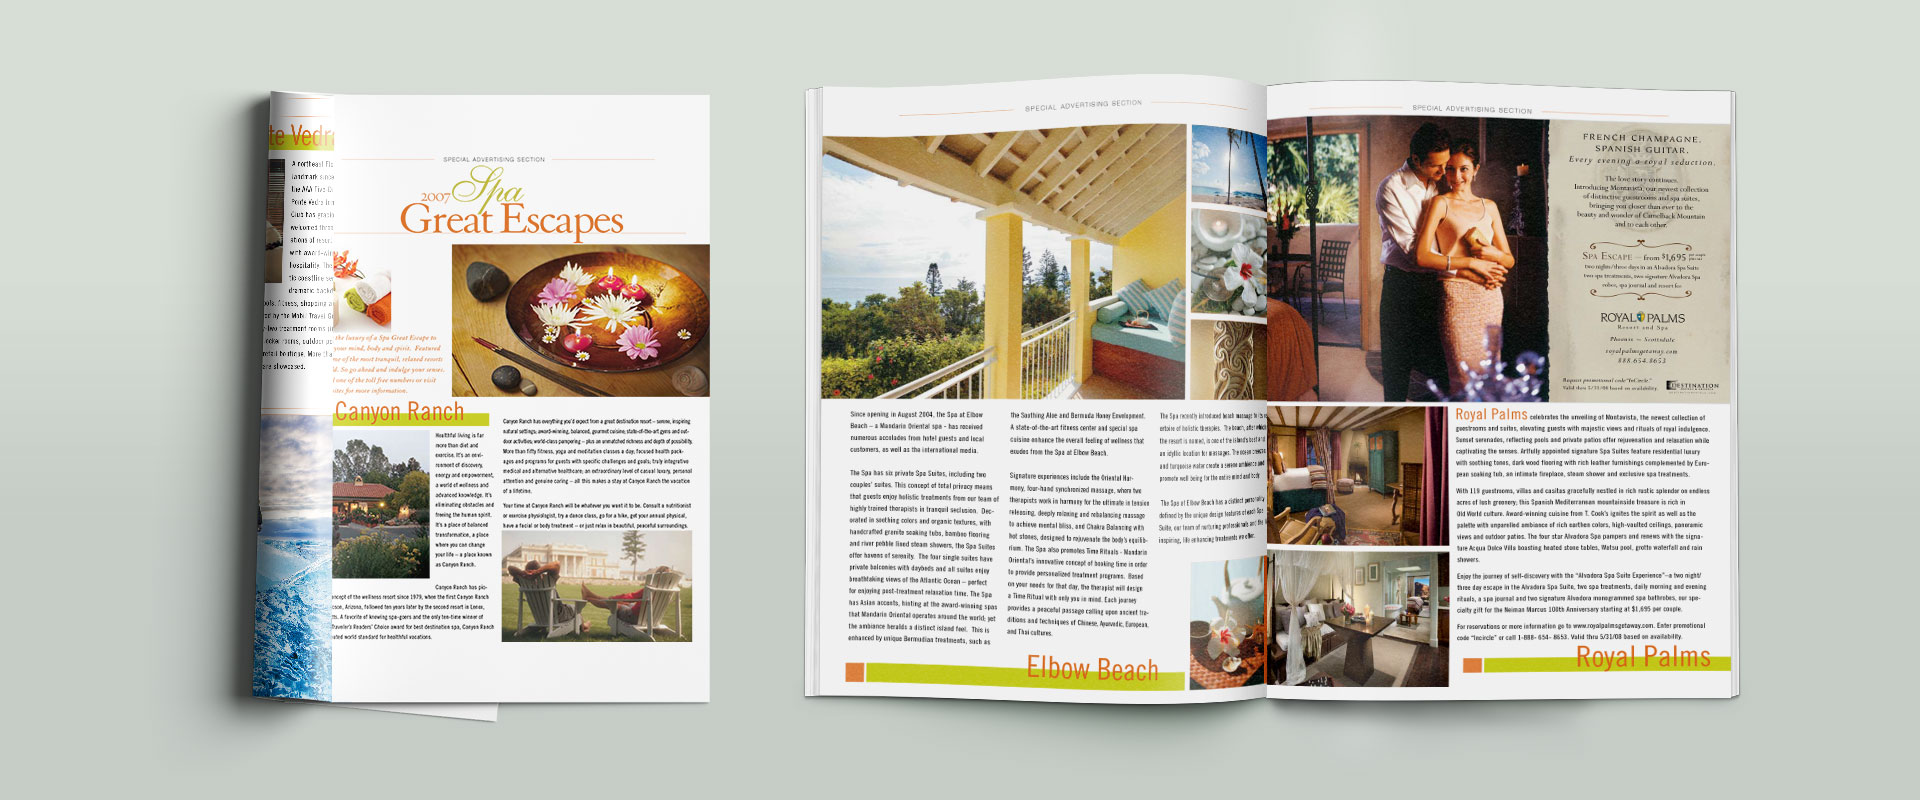 te Vedr
A northeast Flo
landmark since
the AAA Five D
Ponte Vedra Inn
Club has graci
welcomed three
ations of resort
with award-win
hospitality. The
tic coastline se
dramatic backd
fitness, shopping a
ed by the Mobil Travel G
two treatment rooms
ocker rooms, outdoor p
retail boutique. More th
are showcased.
SPECIAL ADVERTISING SECTION
2007 Spa
Great Escapes
the luxury of a Spa Great Escape to
your mind, body and spirit. Featured
me of the most tranquil, relaxed resorts
d. So go ahead and indulge your senses.
l one of the toll free numbers or visit
sites for more information.
Canyon Ranch
Healthful living is far
more than diet and
exercise. It's an envi-
ronment of discovery,
energy and empowerment,
a world of wellness and
advanced knowledge. It's
eliminating obstacles and
freeing the human spirit.
It's a place of balanced
transformation, a place
where you can change
your life – a place known
as Canyon Ranch.
Canyon Ranch has pio-
ncept of the wellness resort since 1979, when the first Canyon Ranch
cson, Arizona, followed ten years later by the second resort in Lenox,
ts. A favorite of knowing spa-goers and the only ten-time winner of
Traveler's Readers' Choice award for best destination spa, Canyon Ranch
ated world standard for healthful vacations.
Canyon Ranch has everything you'd expect from a great destination resort – serene, inspiring
natural settings; award-winning, balanced, gourmet cuisine; state-of-the-art gyms and out-
door activities; world-class pampering – plus an unmatched richness and depth of possibility.
More than fifty fitness, yoga and meditation classes a day, focused health pack-
ages and programs for guests with specific challenges and goals; truly integrative
medical and alternative healthcare; an extraordinary level of casual luxury, personal
attention and genuine caring – all this makes a stay at Canyon Ranch the vacation
of a lifetime.
Your time at Canyon Ranch will be whatever you want it to be. Consult a nutritionist
or exercise physiologist, try a dance class, go for a hike, get your annual physical,
have a facial or body treatment – or just relax in beautiful, peaceful surroundings.
SPECIAL ADVERTISING SECTION
Since opening in August 2004, the Spa at Elbow
Beach – a Mandarin Oriental spa - has received
numerous accolades from hotel guests and local
customers, as well as the international media.
The Spa has six private Spa Suites, including two
couples' suites. This concept of total privacy means
that guests enjoy holistic treatments from our team of
highly trained therapists in tranquil seclusion. Dec-
orated in soothing colors and organic textures, with
handcrafted granite soaking tubs, bamboo flooring
and river pebble lined steam showers, the Spa Suites
offer havens of serenity. The four single suites have
private balconies with daybeds and all suites enjoy
breathtaking views of the Atlantic Ocean – perfect
for enjoying post-treatment relaxation time. The Spa
has Asian accents, hinting at the award-winning spas
that Mandarin Oriental operates around the world, yet
the ambience heralds a distinct island feel. This is
enhanced by unique Bermudian treatments, such as
the Soothing Aloe and Bermuda Honey Envelopment.
A state-of-the-art fitness center and special spa
cuisine enhance the overall feeling of wellness that
exudes from the Spa at Elbow Beach.
Signature experiences include the Oriental Har-
mony, four-hand synchronized massage, where two
therapists work in harmony for the ultimate in tension
releasing, deeply relaxing and rebalancing massage
to achieve mental bliss, and Chakra Balancing with
hot stones, designed to rejuvenate the body's equilib-
rium. The Spa also promotes Time Rituals - Mandarin
Oriental's innovative concept of booking time in order
to provide personalized treatment programs. Based
on your needs for that day, the therapist will design
a Time Ritual with only you in mind. Each journey
provides a peaceful passage calling upon ancient tra-
ditions and techniques of Chinese, Ayurvedic, European,
and Thai cultures.
The Spa recently introduced beach massage to its r
ertoire of holistic therapies. The beach, after which
the resort is named, is one of the island's best and
an idyllic location for massages. The ocean breezes
and turquoise water create a serene ambience and
promote well being for the entire mind and body.
The Spa of Elbow Beach has a distinct personality
defined by the unique design features of each Spa
Suite, our team of nurturing professionals and the
inspiring, life enhancing treatments we offer.
Elbow Beach
SPECIAL ADVERTISING SECTION
FRENCH CHAMPAGNE.
SPANISH GUITAR.
Every evening a royal seduction.
The love story continues.
Introducing Montavista, our newest collection
of distinctive guestrooms and spa suites,
bringing you closer than ever to the
beauty and wonder of Camelback Mountain
and to each other.
SPA ESCAPE – from $1,695 per couple
two nights/three days in an Alvadora Spa Suite
two spa treatments, two signature Alvadora Spa
robes, spa journal and resort fee
ROYAL PALMS
Resort and Spa
Phoenix – Scottsdale
royalpalmsgetaway.com
888.654.8653
Request promotional code "InCircle."
Valid thru 5/31/08 based on availability.
DESTINATION
Royal Palms celebrates the unveiling of Montavista, the newest collection of
guestrooms and suites, elevating guests with majestic views and rituals of royal indulgence.
Sunset serenades, reflecting pools and private patios offer rejuvenation and relaxation while
captivating the senses. Artfully appointed signature Spa Suites feature residential luxury
with soothing tones, dark wood flooring with rich leather furnishings complemented by Euro-
pean soaking tub, an intimate fireplace, steam shower and exclusive spa treatments.
With 119 guestrooms, villas and casitas gracefully nestled in rich rustic splendor on endless
acres of lush greenery, this Spanish Mediterranean mountainside treasure is rich in
Old World culture. Award-winning cuisine from T. Cook's ignites the spirit as well as the
palette with unparelled ambiance of rich earthen colors, high-vaulted ceilings, panoramic
views and outdoor patios. The four star Alvadora Spa pampers and renews with the signa-
ture Acqua Dolce Villa boasting heated stone tables, Watsu pool, grotto waterfall and rain
showers.
Enjoy the journey of self-discovery with the "Alvadora Spa Suite Experience"–a two night/
three day escape in the Alvadora Suite, two spa treatments, daily morning and evening
rituals, a spa journal and two signature Alvadora monogrammed spa bathrobes, our spe-
cialty gift for the Neiman Marcus 100th Anniversary starting at $1,695 per couple.
For reservations or more information go to www.royalpalmsgetaway.com. Enter promotional
code "Incircle" or call 1-888- 654- 8653. Valid thru 5/31/08 based on availability.
Royal Palms